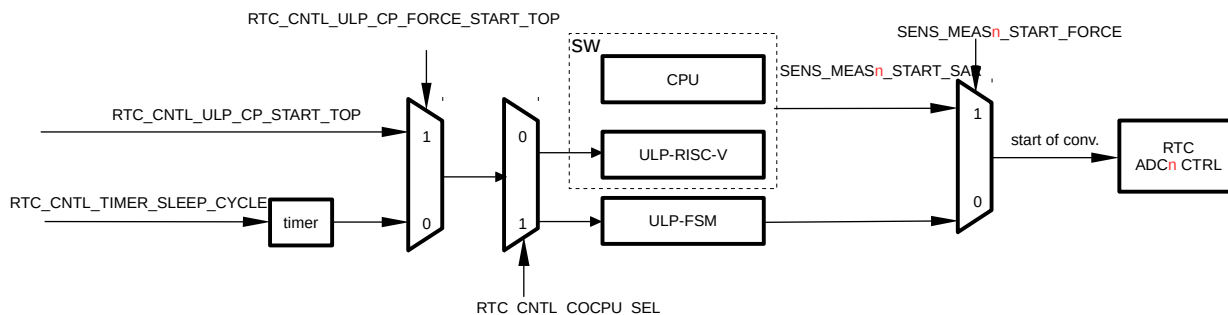 RTC_CNTL_ULP_CP_FORCE_START_TOP
SENS_MEASn_START_FORCE
SW
CPU
SENS_MEASn_START_SAR
RTC_CNTL_ULP_CP_START_TOP
1
0
1
ULP-RISC-V
start of conv.
RTC
ADCn CTRL
RTC_CNTL_TIMER_SLEEP_CYCLE
timer
0
1
ULP-FSM
0
RTC_CNTL_COCPU_SEL